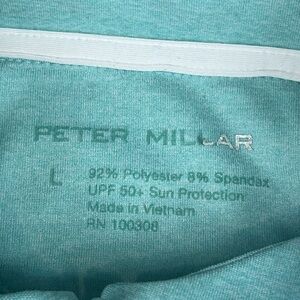 PETER MILLAR
L
92% Polyester 8% Spandex
UPF 50+ Sun Protection
Made in Vietnam
RN 100308